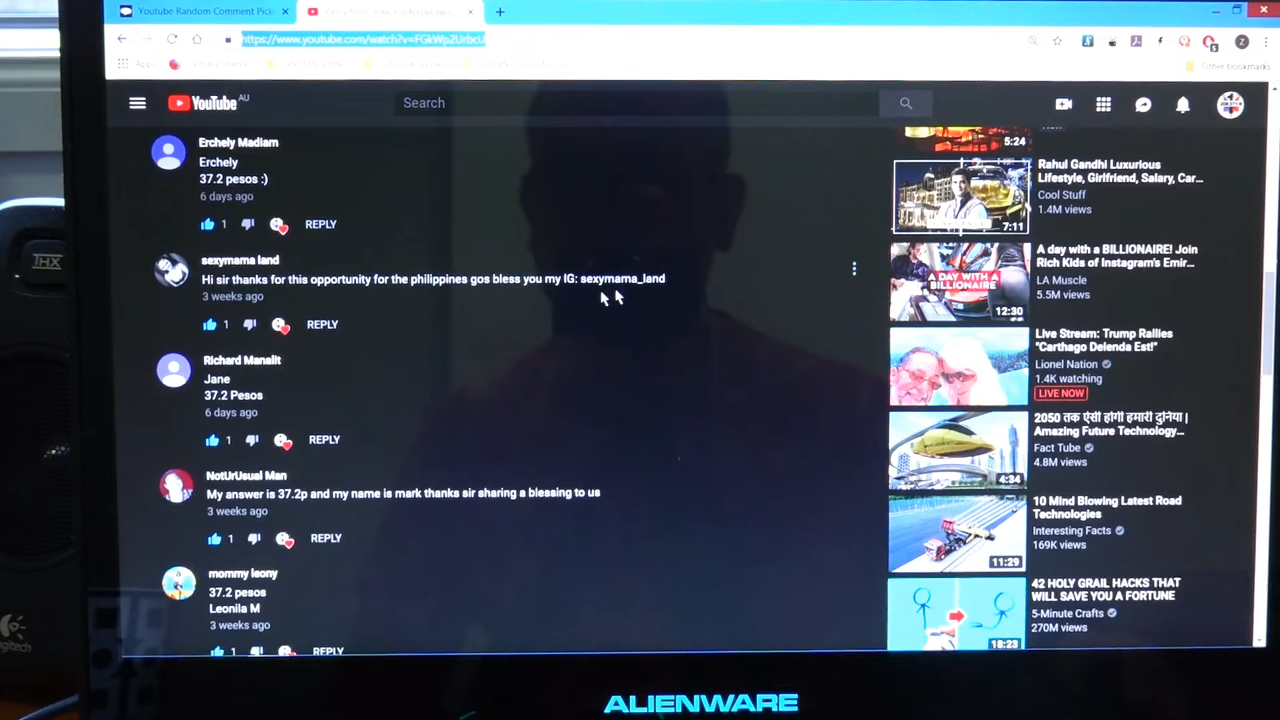 Youtube Random Comment Pick
https://www.youtube.com/watch?v=FGkWp2UrbcU
Other bookmarks
YouTube AU
Search
Erchely Madiam
Erchely
37.2 pesos :)
6 days ago
1 REPLY
sexymama land
Hi sir thanks for this opportunity for the philippines gos bless you my IG: sexymama_land
3 weeks ago
1 REPLY
Richard Manalit
Jane
37.2 Pesos
6 days ago
1 REPLY
NotUrUsual Man
My answer is 37.2p and my name is mark thanks sir sharing a blessing to us
3 weeks ago
1 REPLY
mommy leony
37.2 pesos
Leonila M
3 weeks ago
1 REPLY
5:24
Rahul Gandhi Luxurious
Lifestyle, Girlfriend, Salary, Car...
Cool Stuff
1.4M views
7:11
A day with a BILLIONAIRE! Join
Rich Kids of Instagram's Emir...
LA Muscle
5.5M views
A DAY WITH A
BILLIONAIRE
12:30
Live Stream: Trump Rallies
"Carthago Delenda Est!"
Lionel Nation
1.4K watching
LIVE NOW
2050 तक ऐसी होगी हमारी दुनिया |
Amazing Future Technology...
Fact Tube
4.8M views
4:34
10 Mind Blowing Latest Road
Technologies
Interesting Facts
169K views
11:29
42 HOLY GRAIL HACKS THAT
WILL SAVE YOU A FORTUNE
5-Minute Crafts
270M views
18:23
THX
ALIENWARE